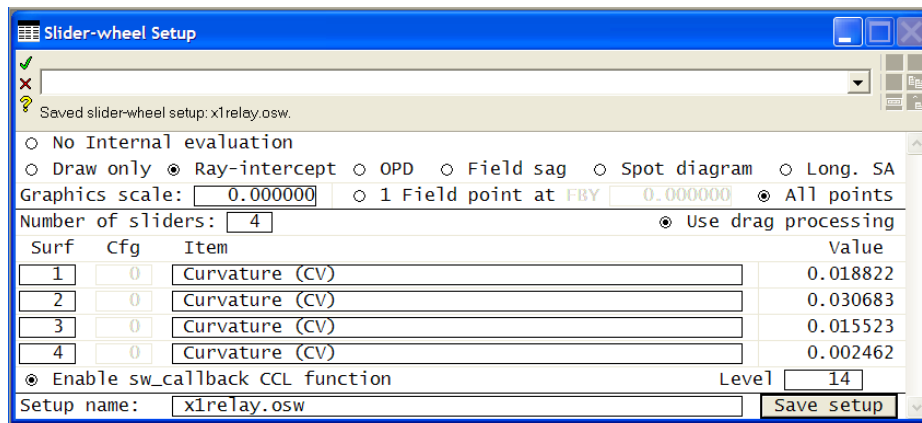 Slider-wheel Setup
Saved slider-wheel setup: x1relay.osw.
No Internal evaluation
Draw only Ray-intercept OPD Field sag Spot diagram Long. SA
Graphics scale: 0.000000 1 Field point at FBY 0.000000 All points
Number of sliders: 4 Use drag processing
Surf Cfg Item Value
1 0 Curvature (CV) 0.018822
2 0 Curvature (CV) 0.030683
3 0 Curvature (CV) 0.015523
4 0 Curvature (CV) 0.002462
Enable sw_callback CCL function Level 14
Setup name: x1relay.osw Save setup